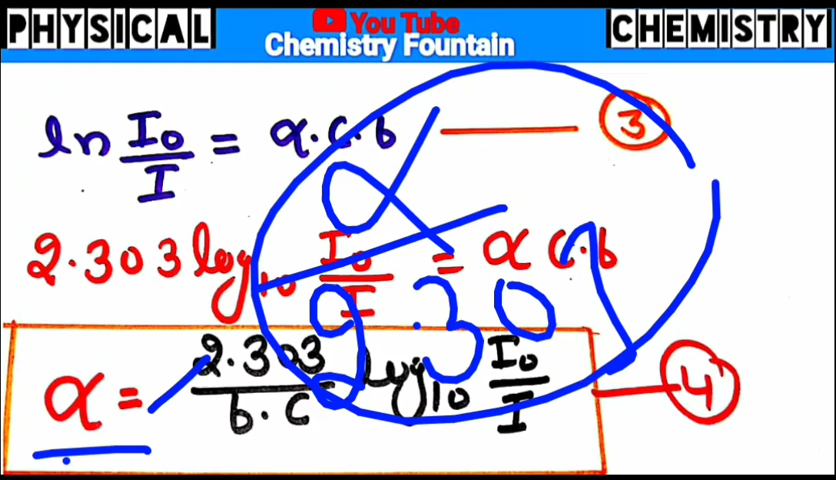 PHYSICAL
You Tube
CHEMISTRY
Chemistry Fountain
ln I₀/I = α.c.b ③
2.303 log₁₀ I₀/I = α c.b
α
2.303
α = 2.303/b.c log₁₀ I₀/I ④